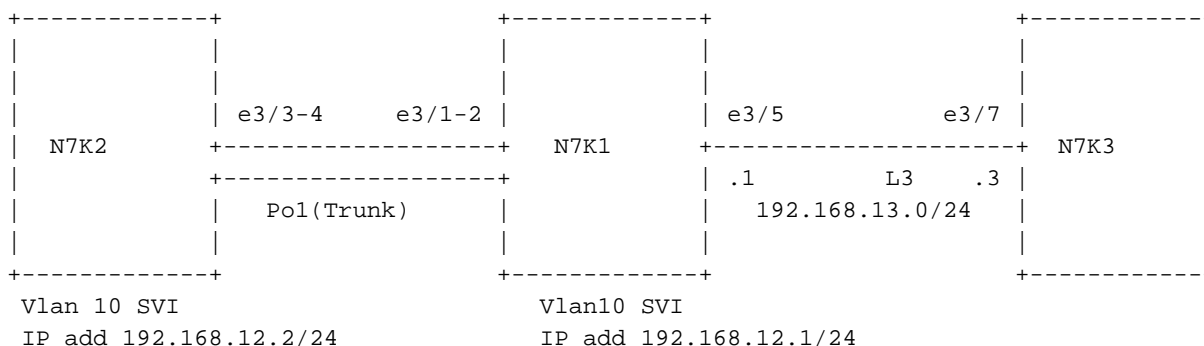 e3/3-4 e3/1-2 e3/5 e3/7
N7K2 N7K1 N7K3
.1 L3 .3
Po1(Trunk) 192.168.13.0/24
Vlan 10 SVI Vlan10 SVI
IP add 192.168.12.2/24 IP add 192.168.12.1/24